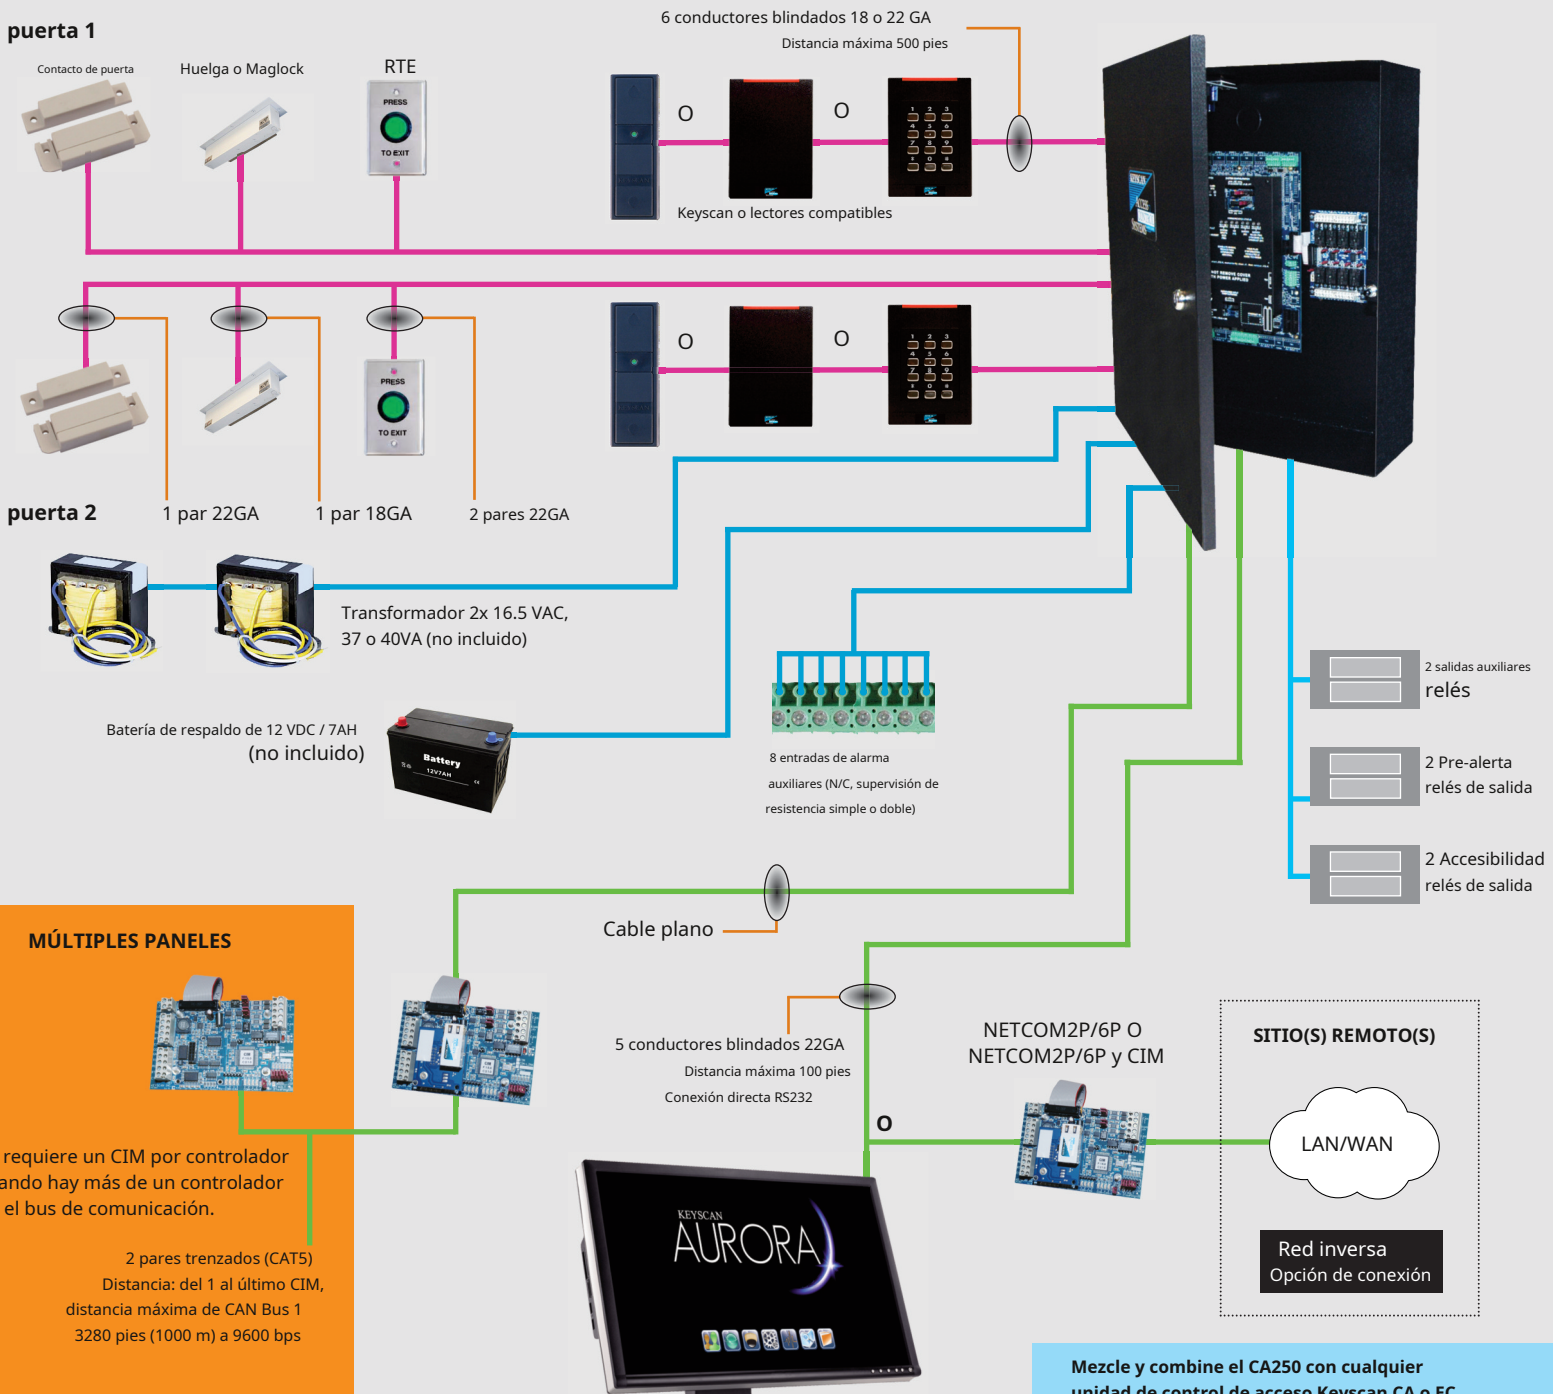 puerta 1
Contacto de puerta
Huelga o Maglock
RTE
PRESS
TO EXIT
6 conductores blindados 18 o 22 GA
Distancia máxima 500 pies
O
O
Keyscan o lectores compatibles
O
O
PRESS
TO EXIT
puerta 2
1 par 22GA
1 par 18GA
2 pares 22GA
Transformador 2x 16.5 VAC,
37 o 40VA (no incluido)
Batería de respaldo de 12 VDC / 7AH
(no incluido)
Battery
12V7AH
8 entradas de alarma
auxiliares (N/C, supervisión de
resistencia simple o doble)
2 salidas auxiliares
relés
2 Pre-alerta
relés de salida
2 Accesibilidad
relés de salida
Cable plano
MÚLTIPLES PANELES
requiere un CIM por controlador
ando hay más de un controlador
el bus de comunicación.
2 pares trenzados (CAT5)
Distancia: del 1 al último CIM,
distancia máxima de CAN Bus 1
3280 pies (1000 m) a 9600 bps
5 conductores blindados 22GA
Distancia máxima 100 pies
Conexión directa RS232
O
NETCOM2P/6P O
NETCOM2P/6P y CIM
SITIO(S) REMOTO(S)
LAN/WAN
Red inversa
Opción de conexión
KEYSCAN
AURORA
Mezcle y combine el CA250 con cualquier
unidad de control de acceso Keyscan CA o EC